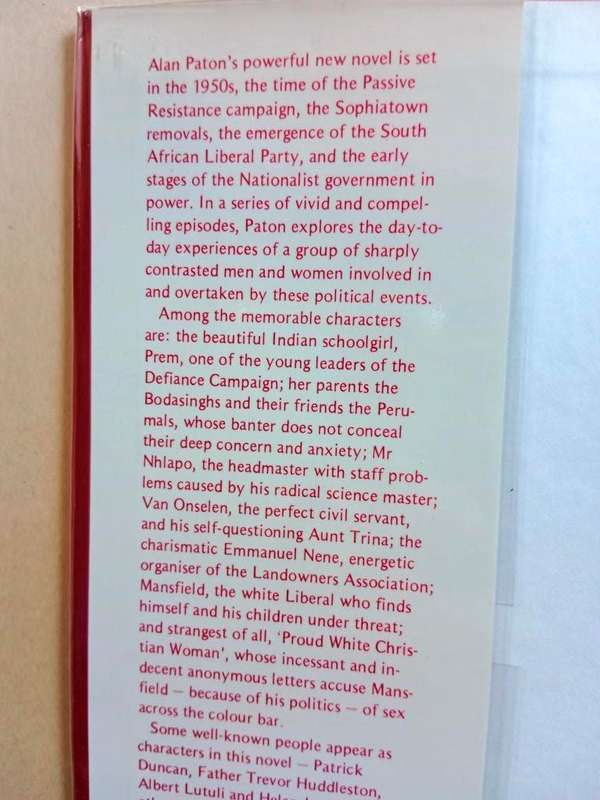 Alan Paton's powerful new novel is set
in the 1950s, the time of the Passive
Resistance campaign, the Sophiatown
removals, the emergence of the South
African Liberal Party, and the early
stages of the Nationalist government in
power. In a series of vivid and compel-
ling episodes, Paton explores the day-to-
day experiences of a group of sharply
contrasted men and women involved in
and overtaken by these political events.
Among the memorable characters
are: the beautiful Indian schoolgirl,
Prem, one of the young leaders of the
Defiance Campaign; her parents the
Bodasinghs and their friends the Peru-
mals, whose banter does not conceal
their deep concern and anxiety; Mr
Nhlapo, the headmaster with staff prob-
lems caused by his radical science master;
Van Onselen, the perfect civil servant,
and his self-questioning Aunt Trina; the
charismatic Emmanuel Nene, energetic
organiser of the Landowners Association;
Mansfield, the white Liberal who finds
himself and his children under threat;
and strangest of all, 'Proud White Chris-
tian Woman', whose incessant and in-
decent anonymous letters accuse Mans-
field — because of his politics — of sex
across the colour bar.
Some well-known people appear as
characters in this novel — Patrick
Duncan, Father Trevor Huddleston,
Albert Lutuli and